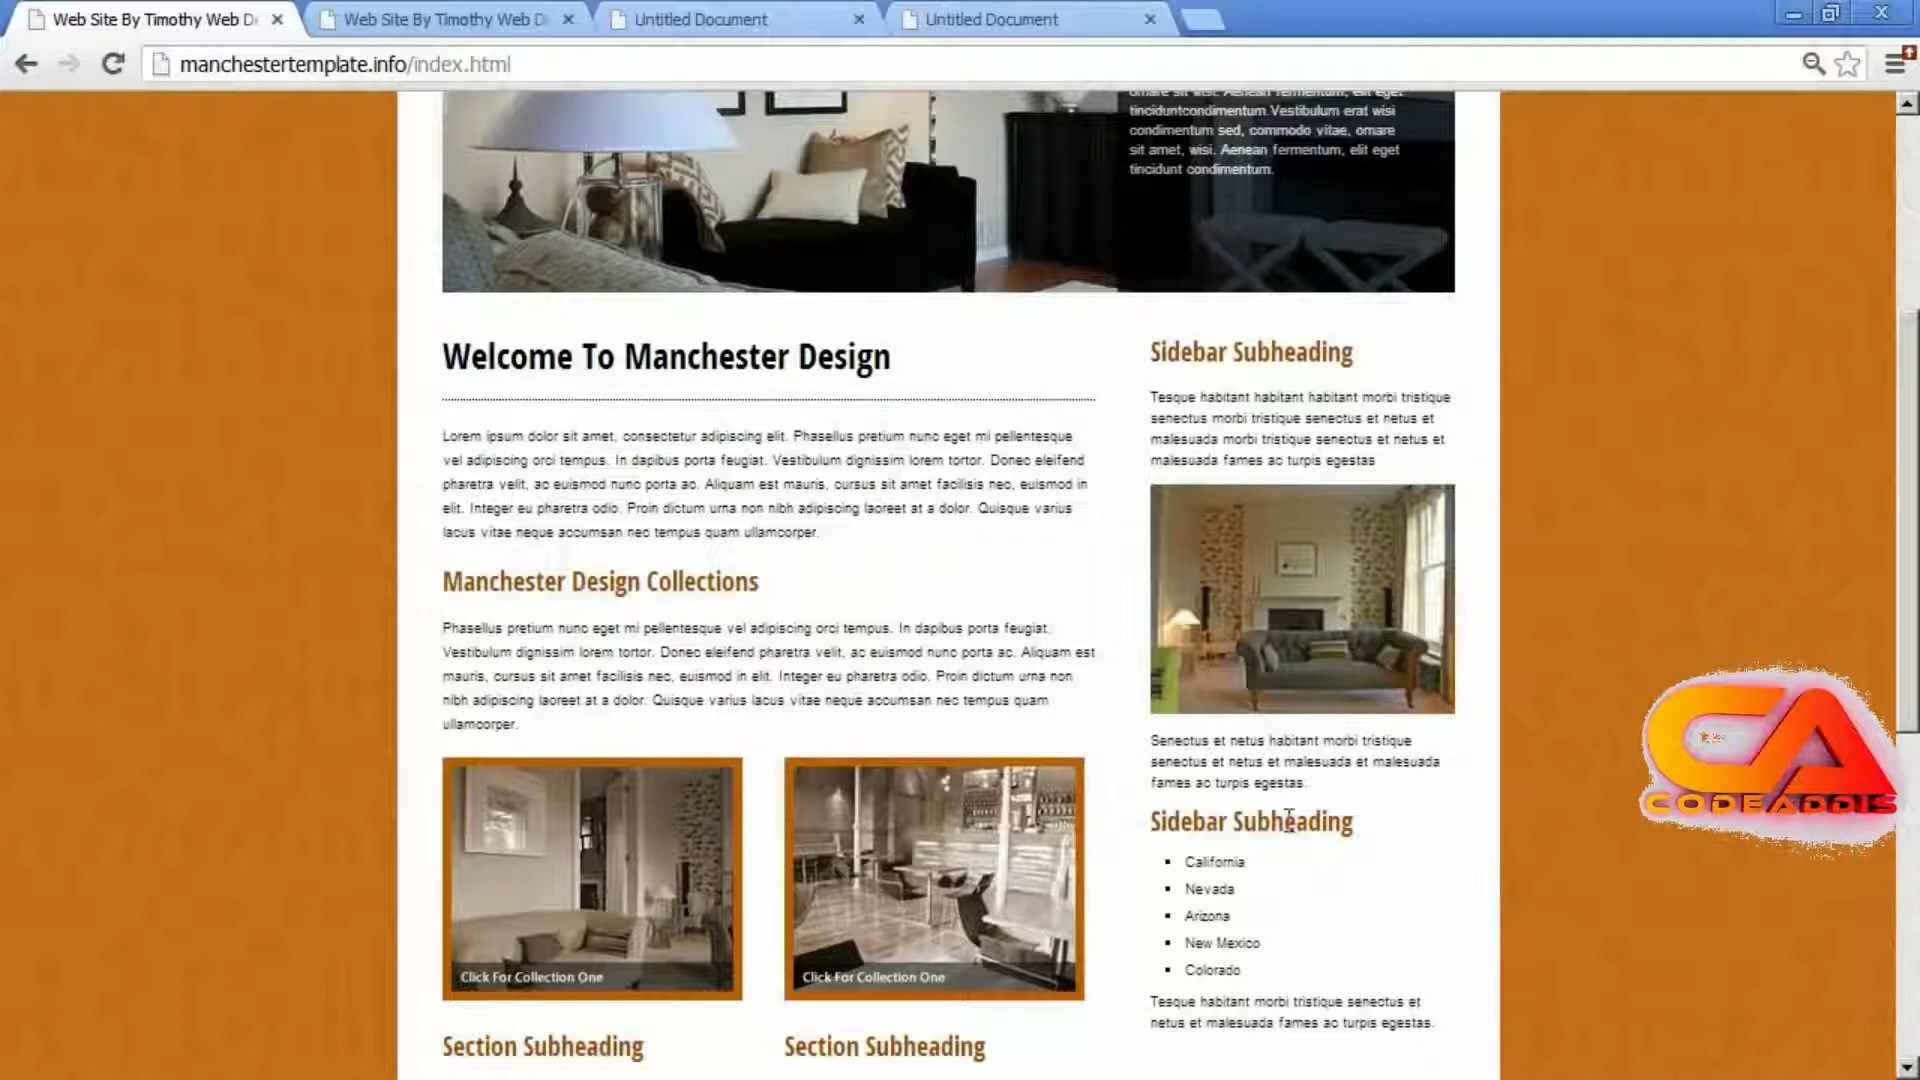 Web Site By Timothy Web D
Web Site By Timothy Web D
Untitled Document
Untitled Document
manchestertemplate.info/index.html
ornare sit wisi. Aenean fermentum, elit eget
tinciduntcondimentum.Vestibulum erat wisi
condimentum sed, commodo vitae, ornare
sit amet, wisi. Aenean fermentum, elit eget
tincidunt condimentum.
Welcome To Manchester Design
Lorem ipsum dolor sit amet, consectetur adipiscing elit. Phasellus pretium nunc eget mi pellentesque
vel adipiscing orci tempus. In dapibus porta feugiat. Vestibulum dignissim lorem tortor. Donec eleifend
pharetra velit, ac euismod nunc porta ac. Aliquam est mauris, cursus sit amet facilisis nec, euismod in
elit. Integer eu pharetra odio. Proin dictum urna non nibh adipiscing laoreet at a dolor. Quisque varius
lacus vitae neque accumsan nec tempus quam ullamcorper.
Manchester Design Collections
Phasellus pretium nunc eget mi pellentesque vel adipiscing orci tempus. In dapibus porta feugiat.
Vestibulum dignissim lorem tortor. Donec eleifend pharetra velit, ac euismod nunc porta ac. Aliquam est
mauris, cursus sit amet facilisis nec, euismod in elit. Integer eu pharetra odio. Proin dictum urna non
nibh adipiscing laoreet at a dolor. Quisque varius lacus vitae neque accumsan nec tempus quam
ullamcorper.
Click For Collection One
Click For Collection One
Section Subheading
Section Subheading
Sidebar Subheading
Tesque habitant habitant habitant morbi tristique
senectus morbi tristique senectus et netus et
malesuada morbi tristique senectus et netus et
malesuada fames ac turpis egestas
Senectus et netus habitant morbi tristique
senectus et netus et malesuada et malesuada
fames ac turpis egestas.
Sidebar Subheading
California
Nevada
Arizona
New Mexico
Colorado
Tesque habitant morbi tristique senectus et
netus et malesuada fames ac turpis egestas.
CA
CODEADDIS